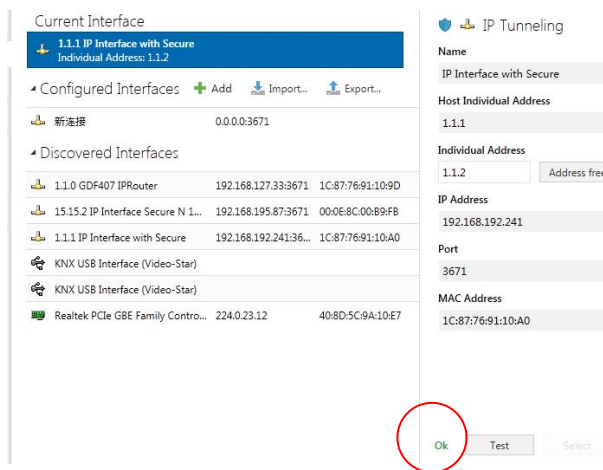 Current Interface
1.1.1 IP Interface with Secure
Individual Address: 1.1.2
Configured Interfaces Add Import... Export...
新连接 0.0.0.0:3671
Discovered Interfaces
1.1.0 GDF407 IPRouter 192.168.127.33:3671 1C:87:76:91:10:9D
15.15.2 IP Interface Secure N 1... 192.168.195.87:3671 00:0E:8C:00:B9:FB
1.1.1 IP Interface with Secure 192.168.192.241:36... 1C:87:76:91:10:A0
KNX USB Interface (Video-Star)
KNX USB Interface (Video-Star)
Realtek PCIe GBE Family Contro... 224.0.23.12 40:8D:5C:9A:10:E7
IP Tunneling
Name
IP Interface with Secure
Host Individual Address
1.1.1
Individual Address
1.1.2 Address free
IP Address
192.168.192.241
Port
3671
MAC Address
1C:87:76:91:10:A0
Ok Test Select